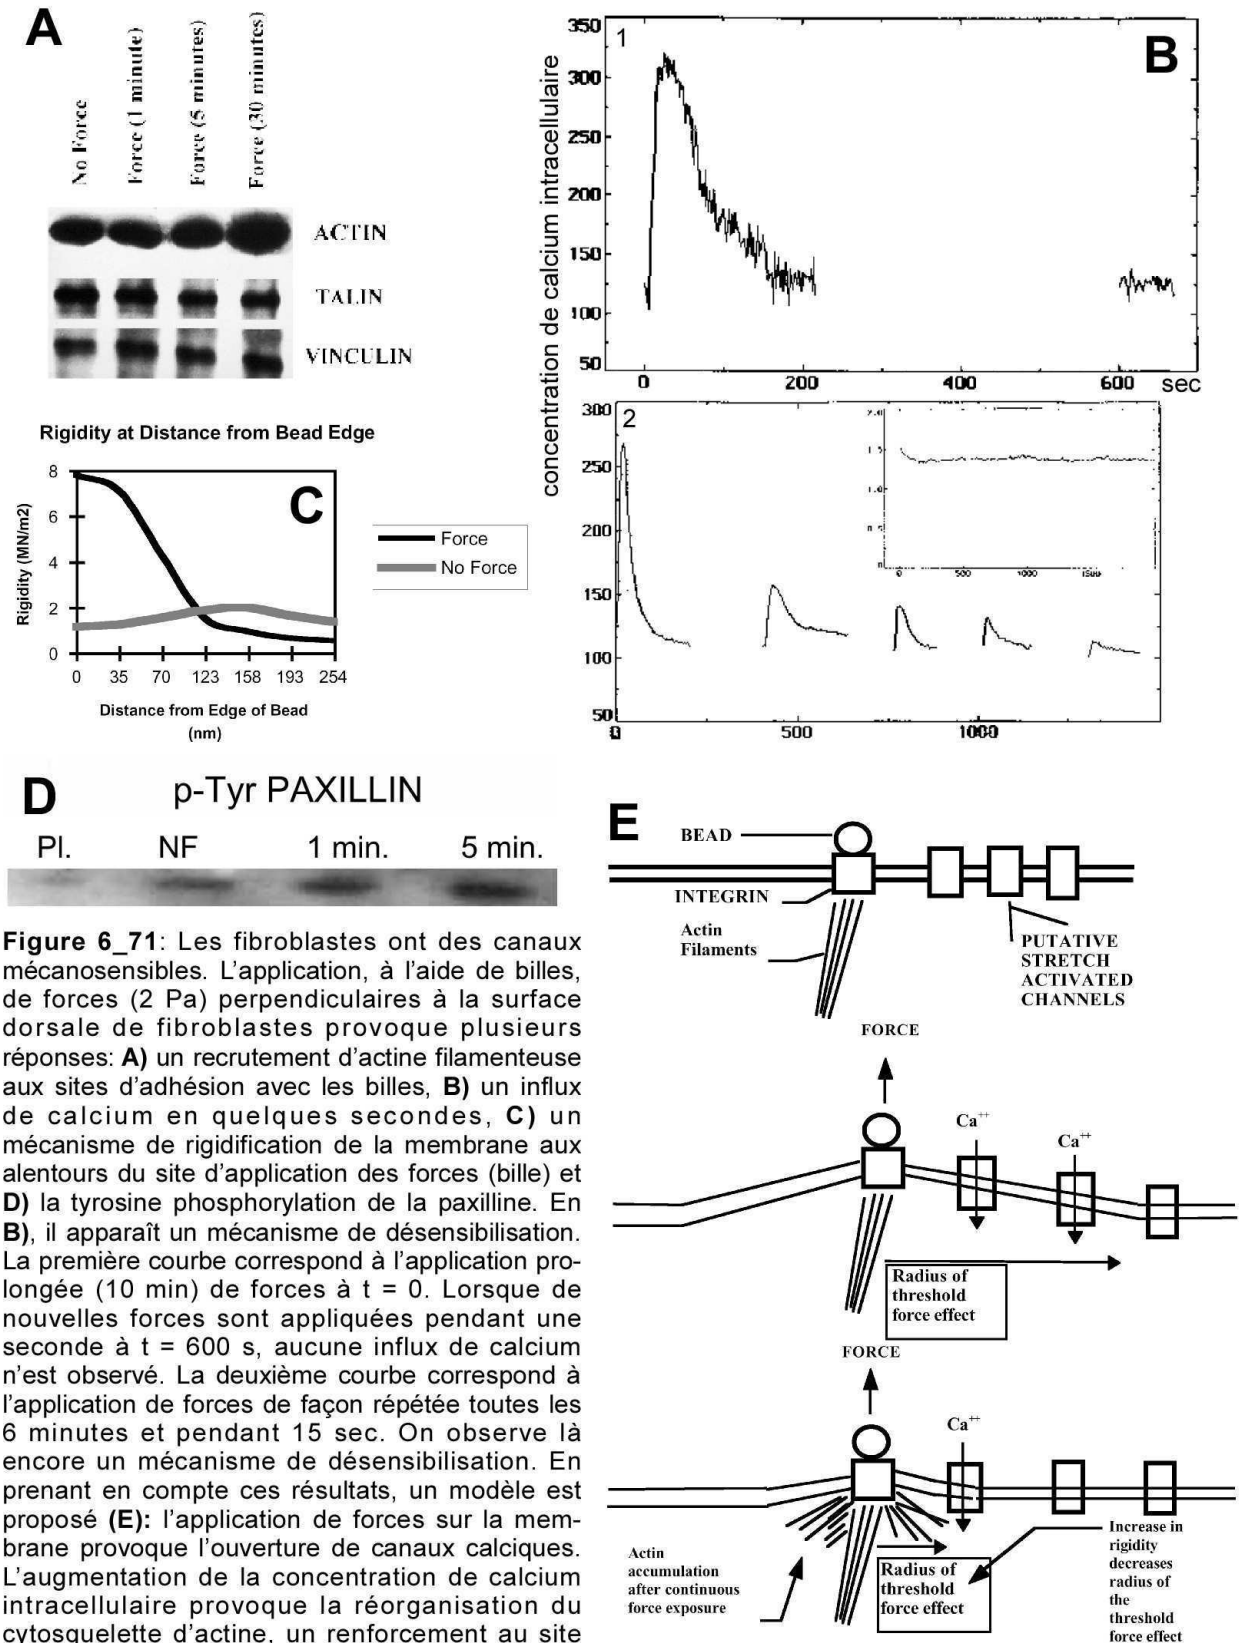 A
No Force
Force (1 minute)
Force (5 minutes)
Force (30 minutes)
ACTIN
TALIN
VINCULIN
B
concentration de calcium intracellulaire
1
350
300
250
200
150
100
50
0 200 400 600 sec
2
300
250
200
150
100
50
0 500 1000
2.0
1.5
1.0
0.5
0
0 500 1000 1500
Rigidity at Distance from Bead Edge
C
Rigidity (MN/m2)
8
6
4
2
0
0 35 70 123 158 193 254
Distance from Edge of Bead
(nm)
Force
No Force
D
p-Tyr PAXILLIN
Pl. NF 1 min. 5 min.
Figure 6_71: Les fibroblastes ont des canaux
mécanosensibles. L'application, à l'aide de billes,
de forces (2 Pa) perpendiculaires à la surface
dorsale de fibroblastes provoque plusieurs
réponses: A) un recrutement d'actine filamenteuse
aux sites d'adhésion avec les billes, B) un influx
de calcium en quelques secondes, C) un
mécanisme de rigidification de la membrane aux
alentours du site d'application des forces (bille) et
D) la tyrosine phosphorylation de la paxilline. En
B), il apparaît un mécanisme de désensibilisation.
La première courbe correspond à l'application pro-
longée (10 min) de forces à t = 0. Lorsque de
nouvelles forces sont appliquées pendant une
seconde à t = 600 s, aucune influx de calcium
n'est observé. La deuxième courbe correspond à
l'application de forces de façon répétée toutes les
6 minutes et pendant 15 sec. On observe là
encore un mécanisme de désensibilisation. En
prenant en compte ces résultats, un modèle est
proposé (E): l'application de forces sur la mem-
brane provoque l'ouverture de canaux calciques.
L'augmentation de la concentration de calcium
intracellulaire provoque la réorganisation du
cytosquelette d'actine, un renforcement au site
E
BEAD
INTEGRIN
Actin
Filaments
PUTATIVE
STRETCH
ACTIVATED
CHANNELS
FORCE
Ca++
Ca++
Radius of
threshold
force effect
FORCE
Ca++
Actin
accumulation
after continuous
force exposure
Radius of
threshold
force effect
Increase in
rigidity
decreases
radius of
the
threshold
force effect